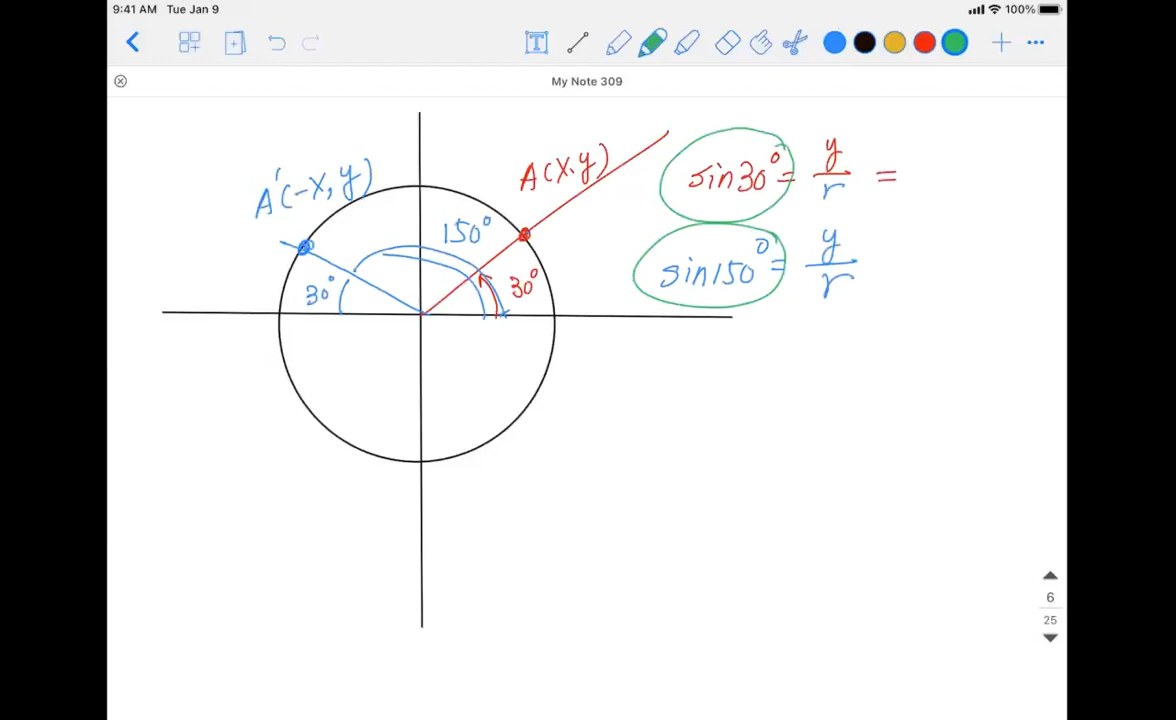 9:41 AM Tue Jan 9
100%
T
My Note 309
A(x,y)
sin30° = y/r =
A'(-x, y)
150°
sin150° = y/r
30°
30°
6
25